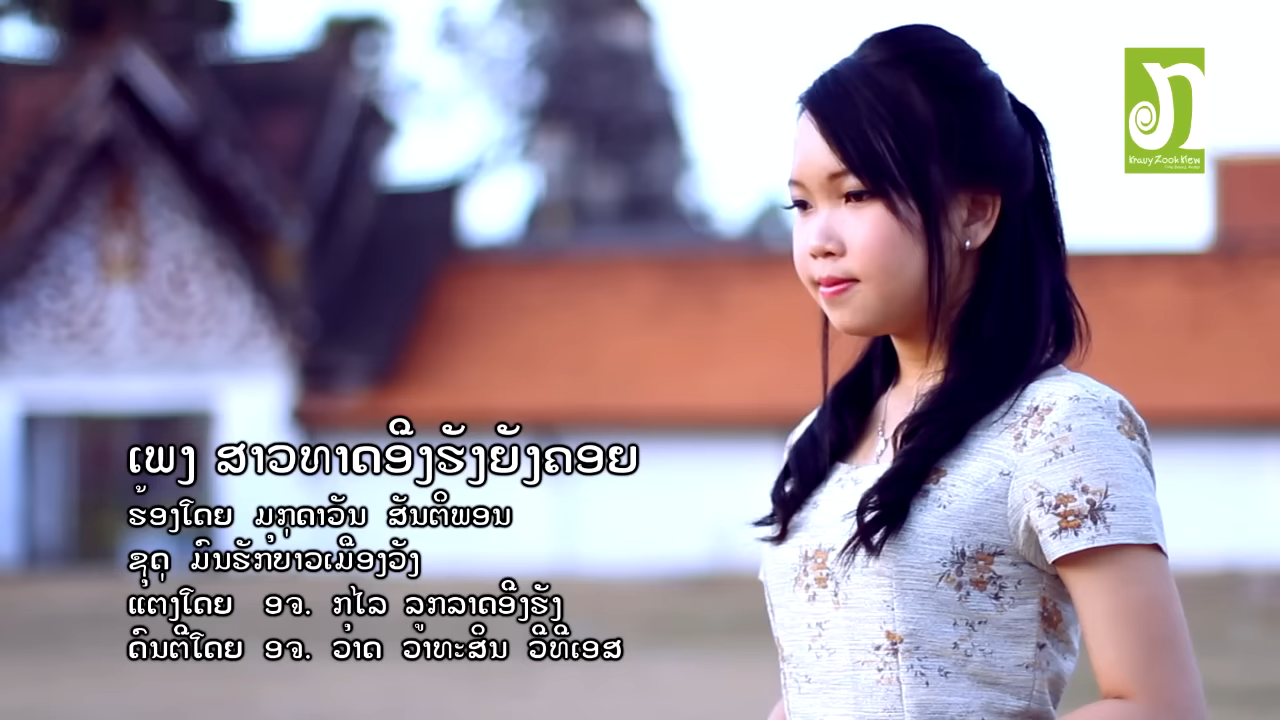 Krauy Zook Kiew
ເພງ ສາວທາດອີງຮັງຍັງຄອຍ
ຮ້ອງໂດຍ ມຸກຸດາວັນ ສັນຕິພອນ
ຊຸດ ມົນຮັກບ່າວເມືອງວັງ
ແຕ່ງໂດຍ ອຈ. ກຸໄລ ລູກລາດອີງຮັງ
ດົນຕີໂດຍ ອຈ. ວາດ ວາທະສິນ ວີທີເອສ